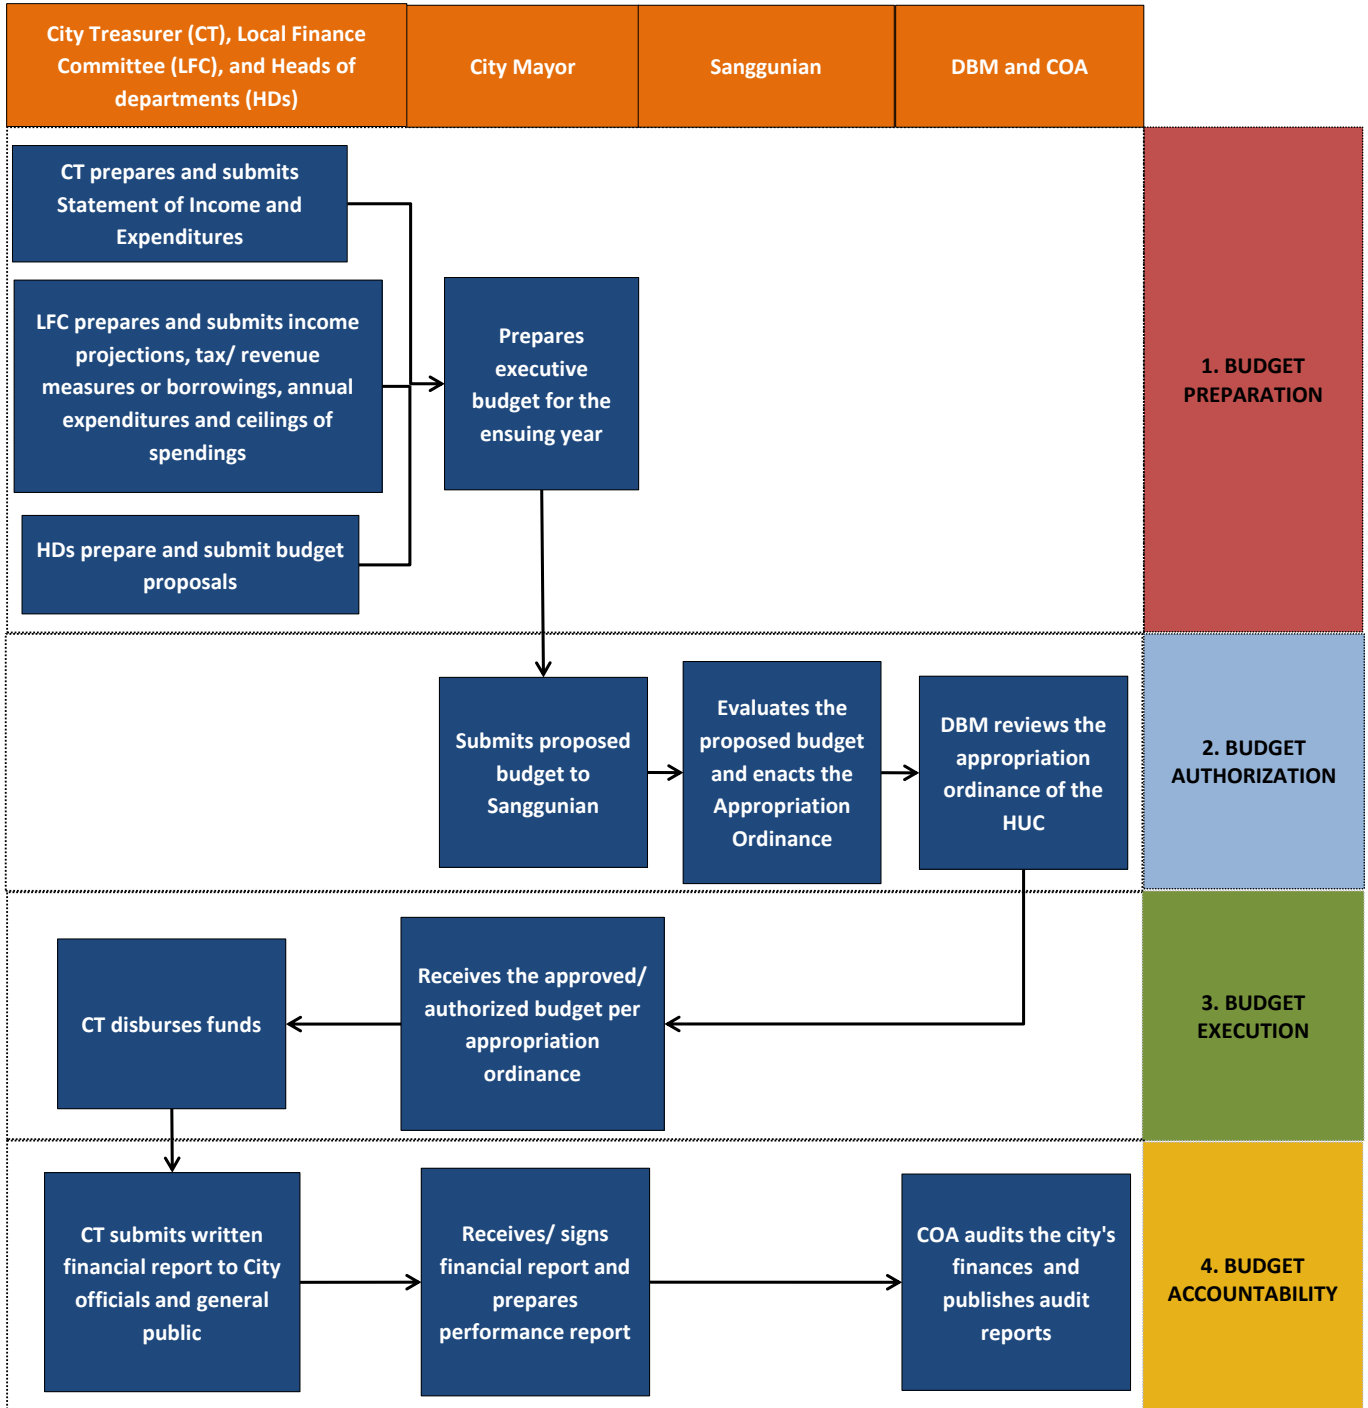 City Treasurer (CT), Local Finance
Committee (LFC), and Heads of
departments (HDs)
City Mayor
Sanggunian
DBM and COA
CT prepares and submits
Statement of Income and
Expenditures
LFC prepares and submits income
projections, tax/ revenue
measures or borrowings, annual
expenditures and ceilings of
spendings
HDs prepare and submit budget
proposals
Prepares
executive
budget for the
ensuing year
1. BUDGET
PREPARATION
Submits proposed
budget to
Sanggunian
Evaluates the
proposed budget
and enacts the
Appropriation
Ordinance
DBM reviews the
appropriation
ordinance of the
HUC
2. BUDGET
AUTHORIZATION
CT disburses funds
Receives the approved/
authorized budget per
appropriation
ordinance
3. BUDGET
EXECUTION
CT submits written
financial report to City
officials and general
public
Receives/ signs
financial report and
prepares
performance report
COA audits the city's
finances  and
publishes audit
reports
4. BUDGET
ACCOUNTABILITY